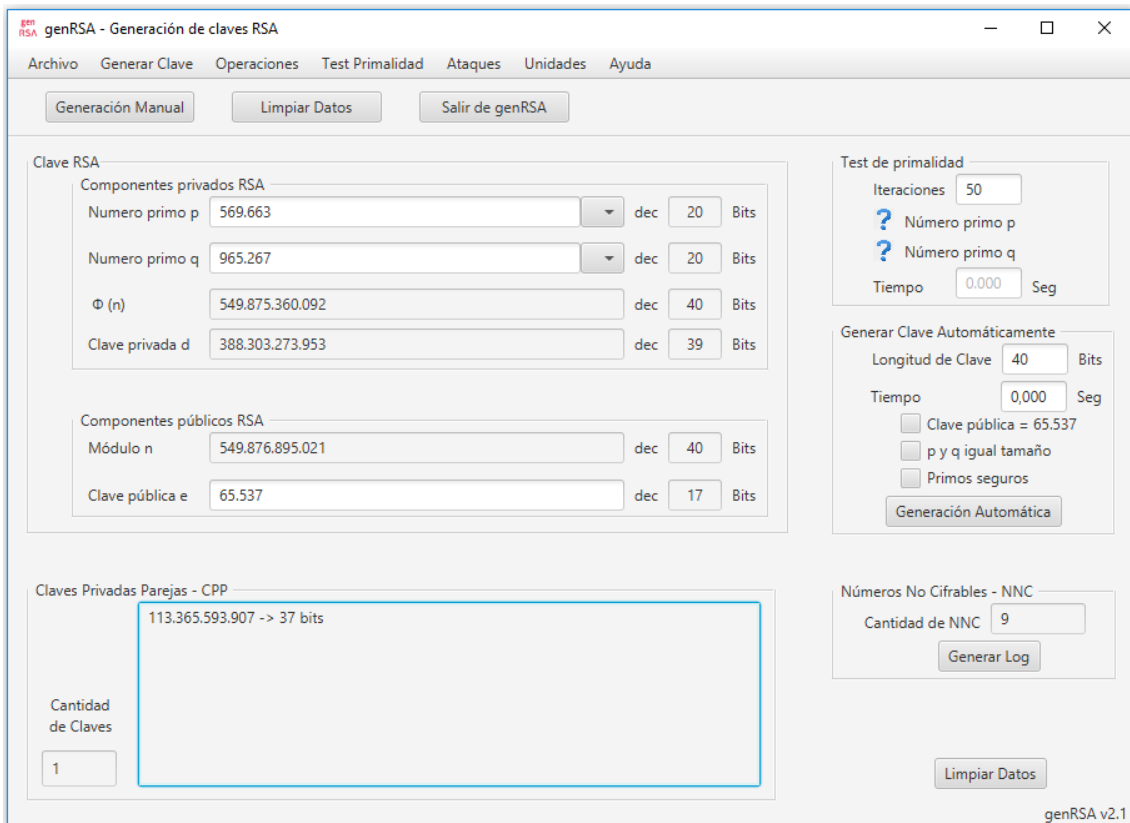 gen RSA genRSA - Generación de claves RSA
Archivo Generar Clave Operaciones Test Primalidad Ataques Unidades Ayuda
Generación Manual Limpiar Datos Salir de genRSA
Clave RSA
Componentes privados RSA
Numero primo p 569.663 dec 20 Bits
Numero primo q 965.267 dec 20 Bits
Φ (n) 549.875.360.092 dec 40 Bits
Clave privada d 388.303.273.953 dec 39 Bits
Componentes públicos RSA
Módulo n 549.876.895.021 dec 40 Bits
Clave pública e 65.537 dec 17 Bits
Test de primalidad
Iteraciones 50
? Número primo p
? Número primo q
Tiempo 0.000 Seg
Generar Clave Automáticamente
Longitud de Clave 40 Bits
Tiempo 0,000 Seg
Clave pública = 65.537
p y q igual tamaño
Primos seguros
Generación Automática
Claves Privadas Parejas - CPP
113.365.593.907 -> 37 bits
Cantidad
de Claves
1
Números No Cifrables - NNC
Cantidad de NNC 9
Generar Log
Limpiar Datos
genRSA v2.1